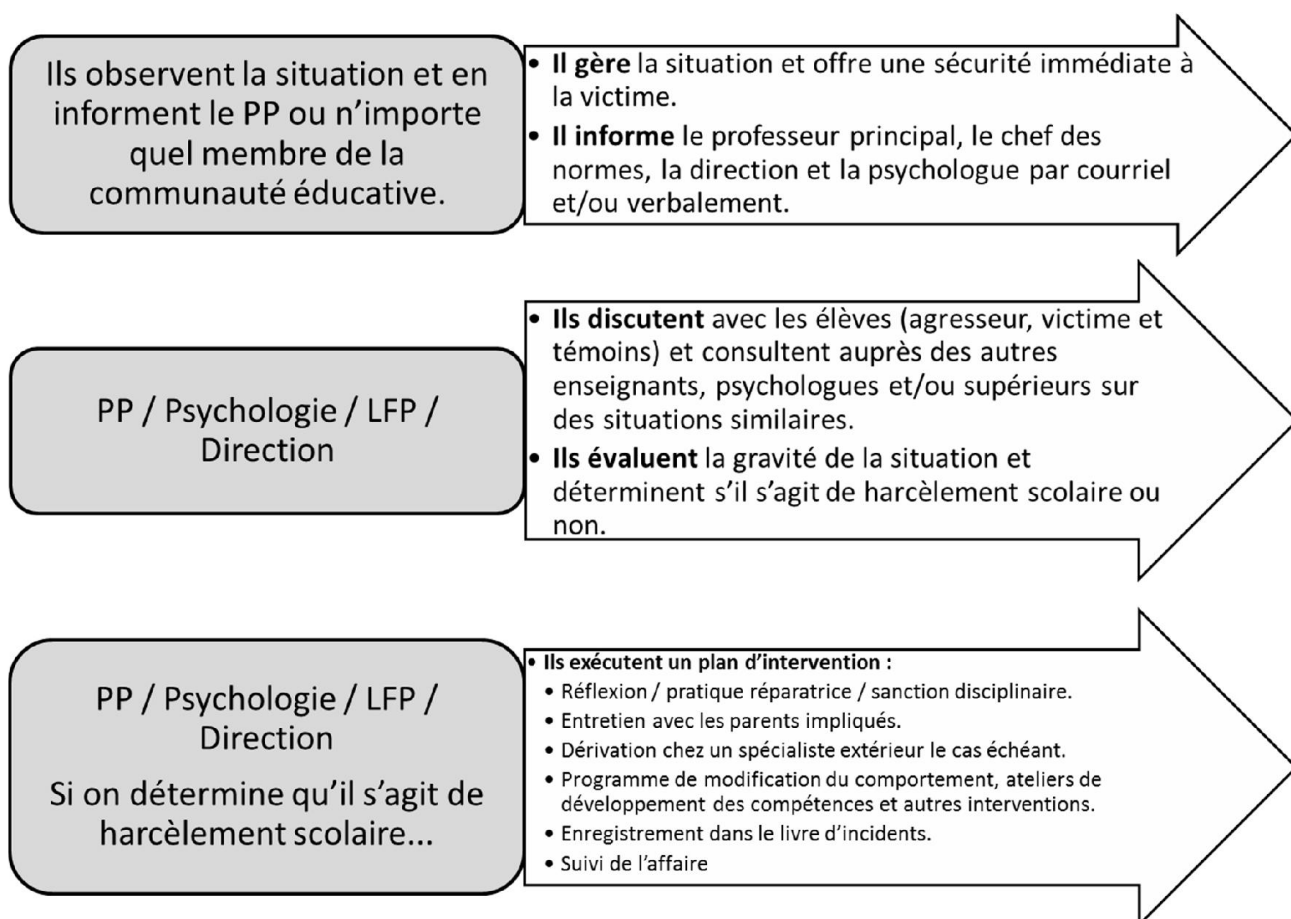 Ils observent la situation et en
informent le PP ou n’importe
quel membre de la
communauté éducative.
• Il gère la situation et offre une sécurité immédiate à
la victime.
• Il informe le professeur principal, le chef des
normes, la direction et la psychologue par courriel
et/ou verbalement.
PP / Psychologie / LFP /
Direction
• Ils discutent avec les élèves (agresseur, victime et
témoins) et consultent auprès des autres
enseignants, psychologues et/ou supérieurs sur
des situations similaires.
• Ils évaluent la gravité de la situation et
déterminent s’il s’agit de harcèlement scolaire ou
non.
PP / Psychologie / LFP /
Direction
Si on détermine qu’il s’agit de
harcèlement scolaire...
• Ils exécutent un plan d’intervention :
• Réflexion / pratique réparatrice / sanction disciplinaire.
• Entretien avec les parents impliqués.
• Dérivation chez un spécialiste extérieur le cas échéant.
• Programme de modification du comportement, ateliers de
développement des compétences et autres interventions.
• Enregistrement dans le livre d’incidents.
• Suivi de l’affaire